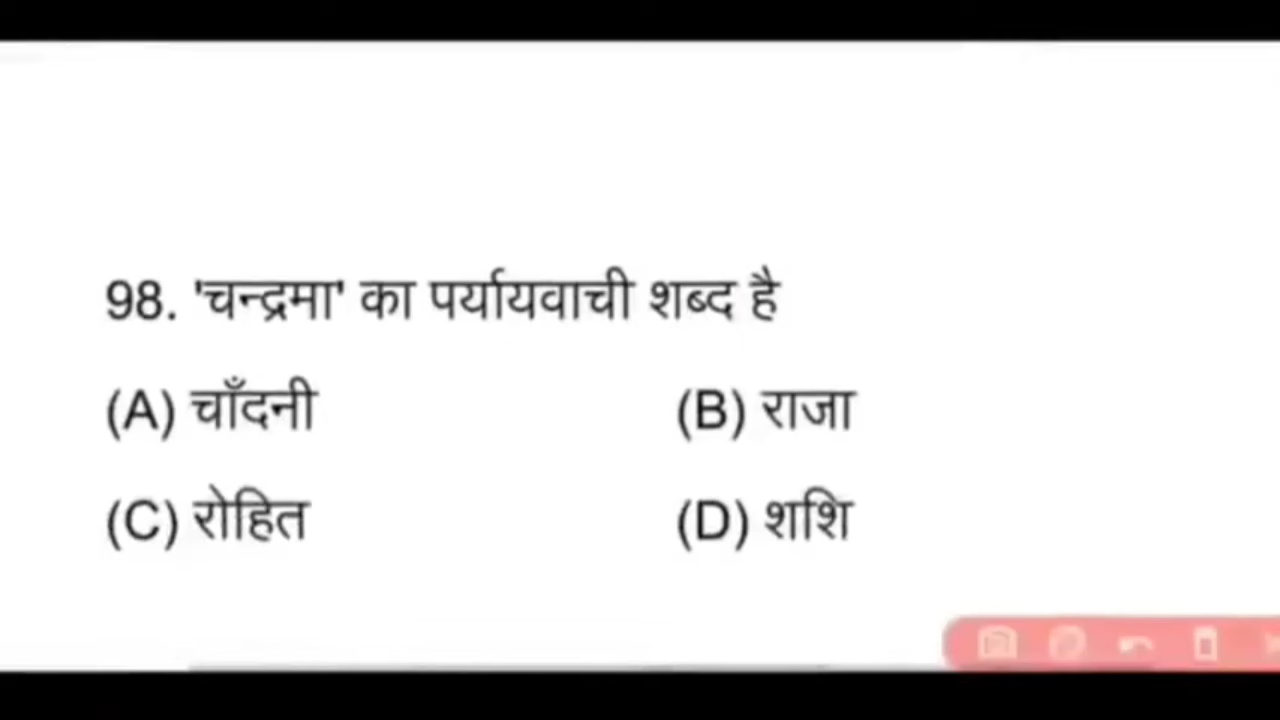 98. 'चन्द्रमा' का पर्यायवाची शब्द है
(A) चाँदनी (B) राजा
(C) रोहित (D) शशि